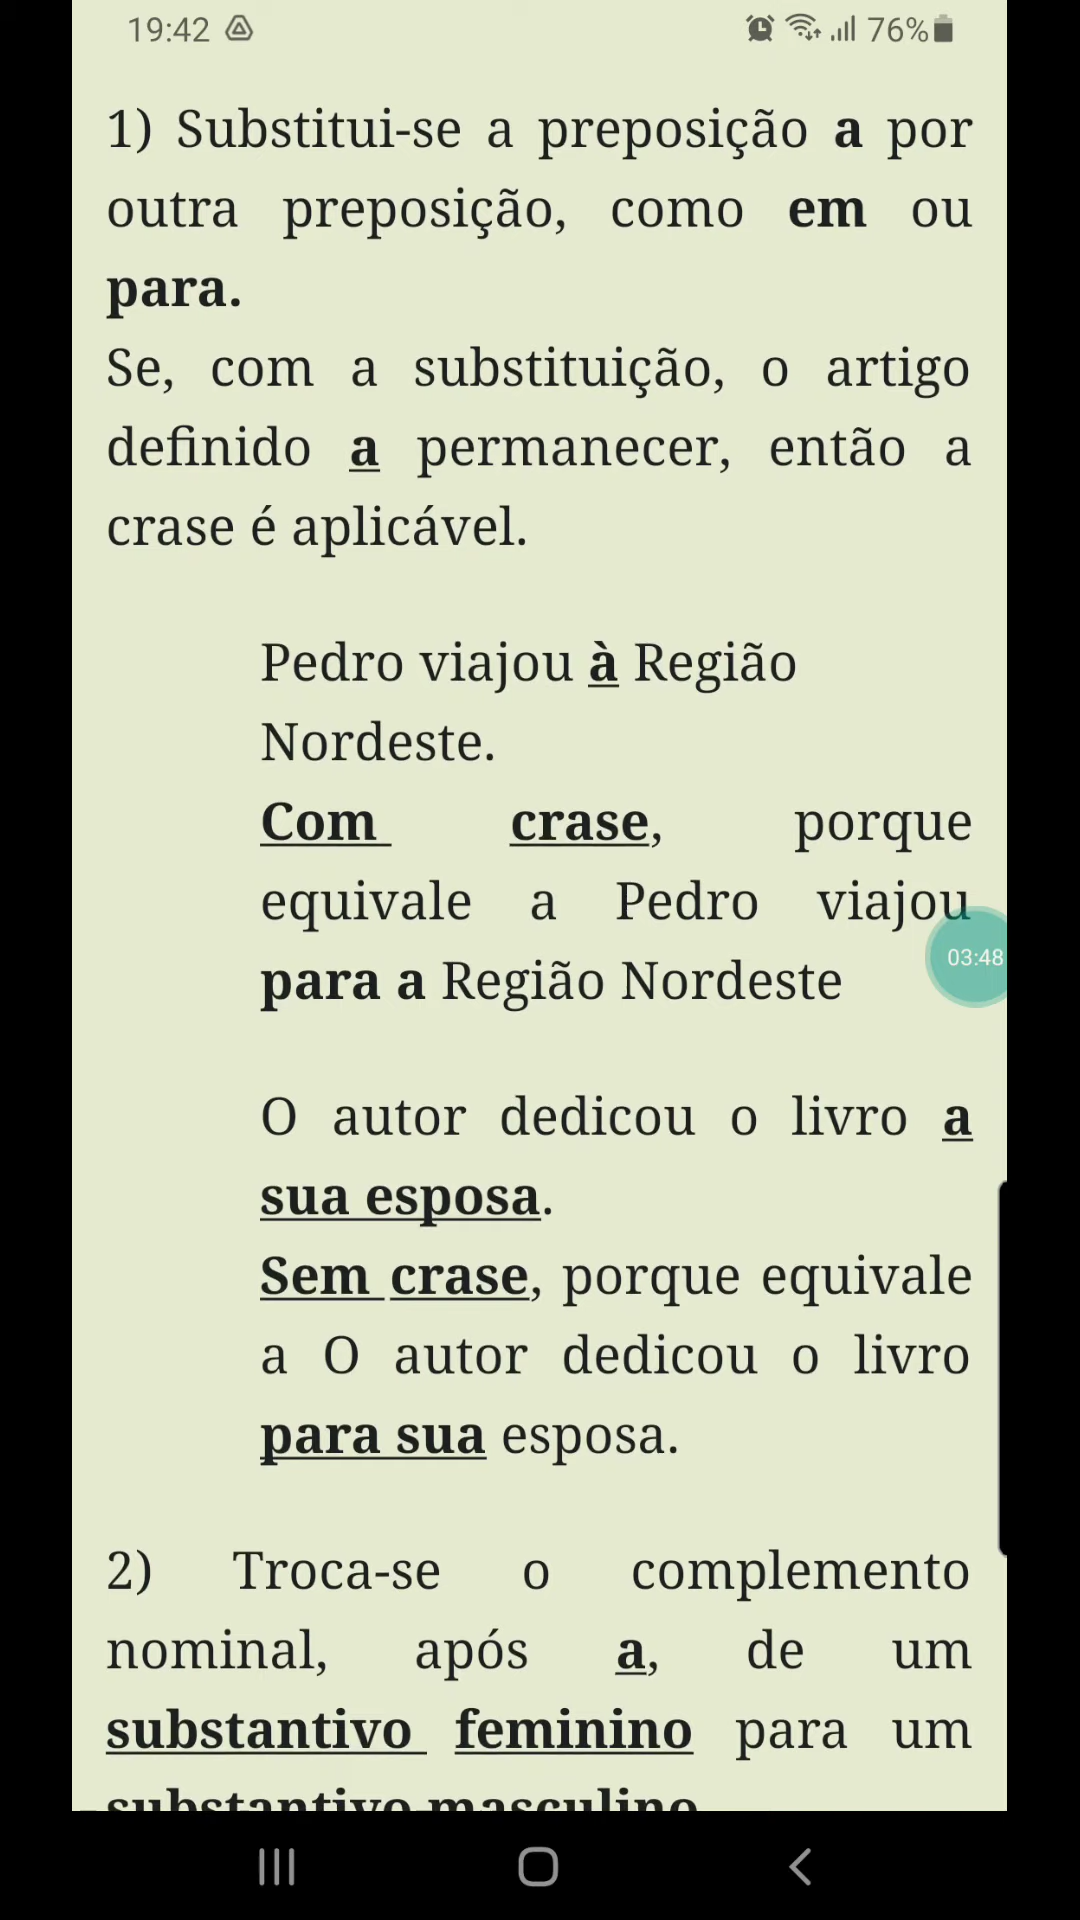 19:42
76%
1) Substitui-se a preposição a por
outra preposição, como em ou
para.
Se, com a substituição, o artigo
definido a permanecer, então a
crase é aplicável.
Pedro viajou à Região
Nordeste.
Com crase, porque
equivale a Pedro viajou
para a Região Nordeste
03:48
O autor dedicou o livro a
sua esposa.
Sem crase, porque equivale
a O autor dedicou o livro
para sua esposa.
2) Troca-se o complemento
nominal, após a, de um
substantivo feminino para um
substantivo masculino